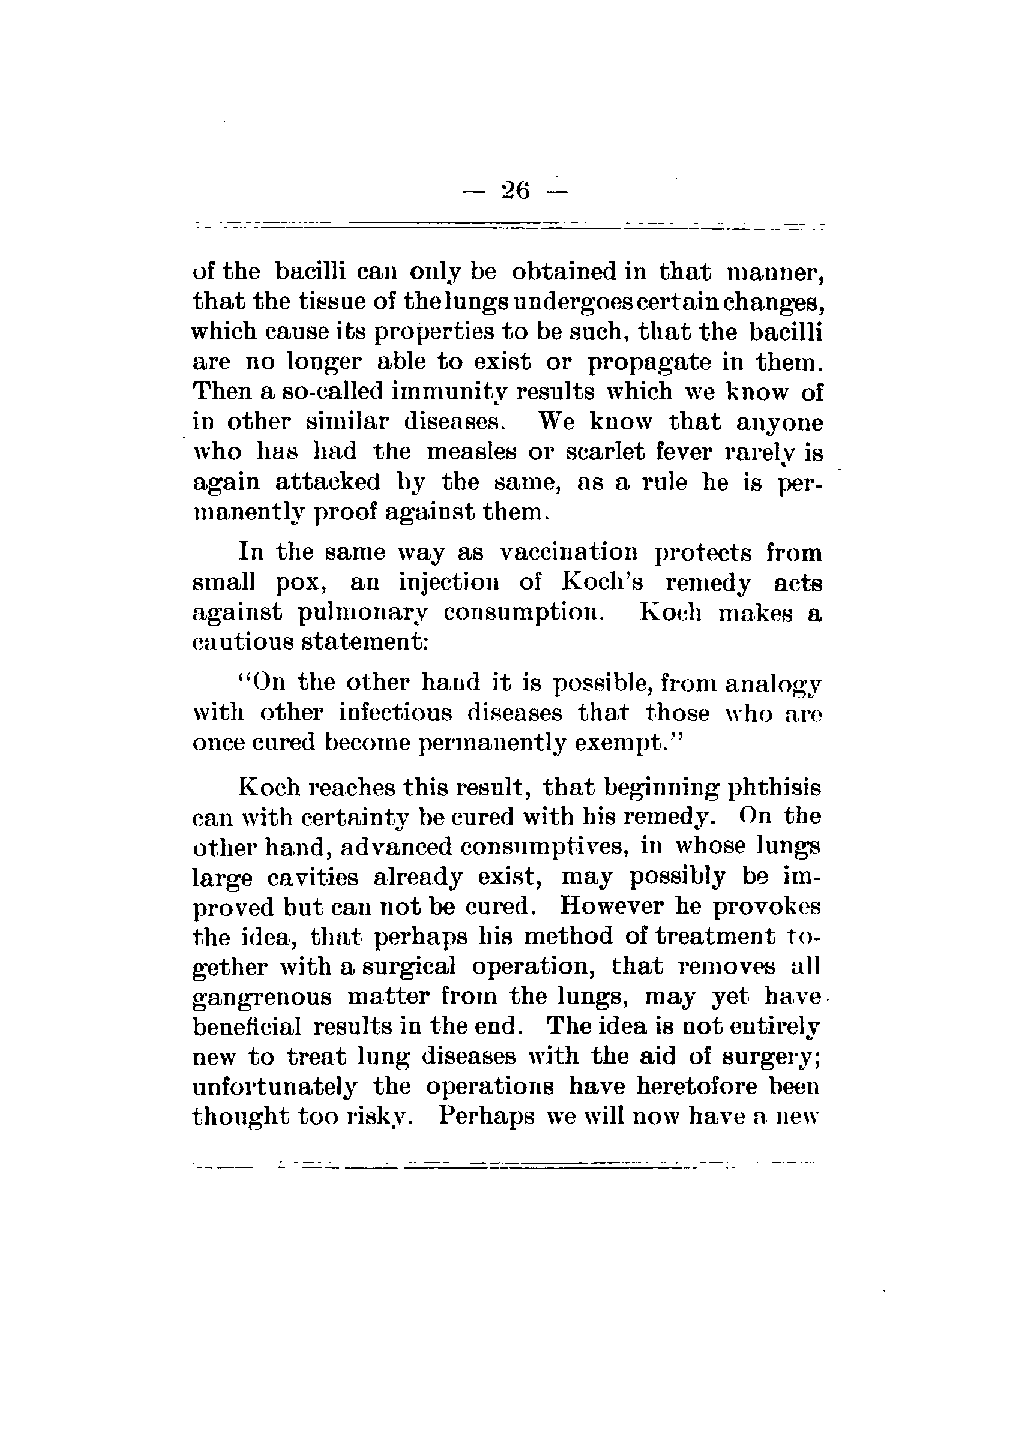 — 26 —
of the bacilli can only be obtained in that manner,
that the tissue of the lungs undergoes certain changes,
which cause its properties to be such, that the bacilli
are no longer able to exist or propagate in them.
Then a so-called immunity results which we know of
in other similar diseases. We know that anyone
who has had the measles or scarlet fever rarely is
again attacked by the same, as a rule he is per-
manently proof against them.
In the same way as vaccination protects from
small pox, an injection of Koch's remedy acts
against pulmonary consumption. Koch makes a
cautious statement:
"On the other hand it is possible, from analogy
with other infectious diseases that those who are
once cured become permanently exempt."
Koch reaches this result, that beginning phthisis
can with certainty be cured with his remedy. On the
other hand, advanced consumptives, in whose lungs
large cavities already exist, may possibly be im-
proved but can not be cured. However he provokes
the idea, that perhaps his method of treatment to-
gether with a surgical operation, that removes all
gangrenous matter from the lungs, may yet have
beneficial results in the end. The idea is not entirely
new to treat lung diseases with the aid of surgery;
unfortunately the operations have heretofore been
thought too risky. Perhaps we will now have a new